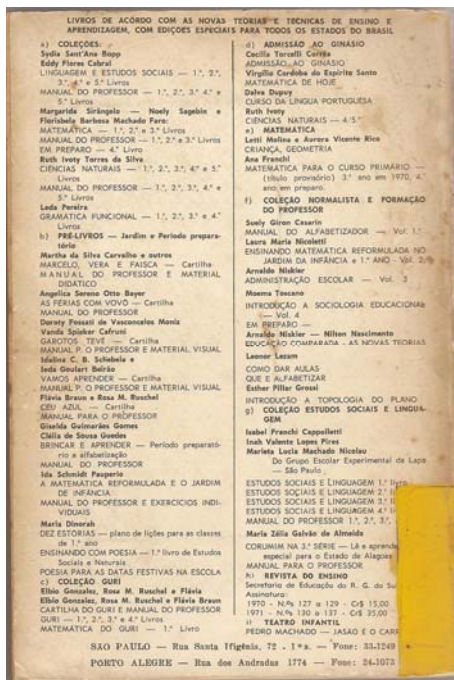 LIVROS DE ACÔRDO COM AS NOVAS TEORIAS E TÉCNICAS DE ENSINO E
APRENDIZAGEM, COM EDIÇÕES ESPECIAIS PARA TODOS OS ESTADOS DO BRASIL
a) COLEÇÕES:
Sydia Sant'Ana Bopp
Eddy Flores Cabral
LINGUAGEM E ESTUDOS SOCIAIS — 1.º, 2.º,
3.º, 4.º e 5.º Livros
MANUAL DO PROFESSOR — 1.º, 2.º, 3.º, 4.º e
5.º Livros
Margarida Sirângelo — Noely Sagebin e
Florisbela Barbosa Machado Faro:
MATEMÁTICA — 1.º, 2.º e 3.º Livros
MANUAL DO PROFESSOR — 1.º, 2.º e 3.º Livros
EM PREPARO — 4.º Livro
Ruth Ivoty Torres da Silva
CIÊNCIAS NATURAIS — 1.º, 2.º, 3.º, 4.º e 5.º
Livros
MANUAL DO PROFESSOR — 1.º, 2.º, 3.º, 4.º e
5.º Livros
Leda Pereira
GRAMÁTICA FUNCIONAL — 1.º, 2.º, 3.º e 4.º
Livros
b) PRÉ-LIVROS — Jardim e Período prepara-
tório
Martha da Silva Carvalho e outros
MARCELO, VERA E FAISCA — Cartilha
MANUAL DO PROFESSOR E MATERIAL
DIDÁTICO
Angelica Serena Otto Bayer
AS FÉRIAS COM VOVÔ — Cartilha
MANUAL DO PROFESSOR
Doroty Fossati de Vasconcelos Moniz
Vanda Spieker Cafruni
GAROTOS TEVÊ — Cartilha
MANUAL P. O PROFESSOR E MATERIAL VISUAL
Idalina C. B. Schebela e
Ieda Goulart Beirão
VAMOS APRENDER — Cartilha
MANUAL P. O PROFESSOR E MATERIAL VISUAL
Flávia Braun e Rosa M. Ruschel
CÉU AZUL — Cartilha
MANUAL PARA O PROFESSOR
Giselda Guimarães Gomes
Clélia de Sousa Guedes
BRINCAR E APRENDER — Período preparató-
rio e alfabetização
MANUAL DO PROFESSOR
Ida Schmidt Pauperio
A MATEMÁTICA REFORMULADA E O JARDIM
DE INFÂNCIA
MANUAL DO PROFESSOR E EXERCÍCIOS INDI-
VIDUAIS
Maria Dinorah
DEZ ESTÓRIAS — plano de lições para as classes
de 1.º ano
ENSINANDO COM POESIA — 1.º livro de Estudos
Sociais e Naturais
POESIA PARA AS DATAS FESTIVAS NA ESCOLA
c) COLEÇÃO GURI
Elbio Gonzalez, Rosa M. Ruschel e Flávia
Elbio Gonzalez, Rosa M. Ruschel e Flávia Braun
CARTILHA DO GURI E MANUAL DO PROFESSOR
GURI — 1.º, 2.º, 3.º e 4.º Livros
MATEMÁTICA DO GURI — 1.º Livro
d) ADMISSÃO AO GINÁSIO
Cecilia Torcelli Corrêa
ADMISSÃO AO GINÁSIO
Virgílio Cordoba do Espírito Santo
MATEMÁTICA DE HOJE
Dalva Dupuy
CURSO DA LÍNGUA PORTUGUÊSA
Ruth Ivoty
CIÊNCIAS NATURAIS — 4/5.º
e) MATEMÁTICA
Letti Molina e Aurora Vicente Rico
CRIANÇA, GEOMETRIA
Ana Franchi
MATEMÁTICA PARA O CURSO PRIMÁRIO —
(título provisório) 3.º ano em 1970, 4.º
ano em preparo.
f) COLEÇÃO NORMALISTA E FORMAÇÃO
DO PROFESSOR
Suely Giron Casarin
MANUAL DO ALFABETIZADOR — Vol. 1
Laura Maria Nicoletti
ENSINANDO MATEMÁTICA REFORMULADA NO
JARDIM DA INFÂNCIA e 1.º ANO - Vol. 2
Arnaldo Niskier
ADMINISTRAÇÃO ESCOLAR — Vol. 3
Moema Toscano
INTRODUÇÃO A SOCIOLOGIA EDUCACIONAL
— Vol. 4
EM PREPARO —
Arnaldo Niskier — Nilton Nascimento
EDUCAÇÃO COMPARADA - AS NOVAS TEORIAS
Leonor Lezam
COMO DAR AULAS
QUE É ALFABETIZAR
Esther Pillar Grossi
INTRODUÇÃO A TOPOLOGIA DO PLANO
g) COLEÇÃO ESTUDOS SOCIAIS E LINGUA-
GEM
Isabel Franchi Cappelletti
Inah Valente Lopes Pires
Marieta Lucia Machado Nicolau
Do Grupo Escolar Experimental da Lapa
— São Paulo
ESTUDOS SOCIAIS E LINGUAGEM 1.º
ESTUDOS SOCIAIS E LINGUAGEM 2.º
ESTUDOS SOCIAIS E LINGUAGEM 3.º
ESTUDOS SOCIAIS E LINGUAGEM 4.º
MANUAL DO PROFESSOR 1.º, 2.º, 3.º,
Maria Zélia Galvão de Almeida
CORUMIM NA 3.ª SÉRIE — Lê e aprende
especial para o Estado de Alagoas
MANUAL PARA O PROFESSOR
h) REVISTA DO ENSINO
Secretaria de Educação do R. G. do Sul
Assinatura:
1970 - N.ºs 127 a 129 - Cr$ 15,00
1971 - N.ºs 130 a 137 - Cr$ 35,00
i) TEATRO INFANTIL
PEDRO MACHADO — JASÃO E O
SÃO PAULO — Rua Santa Ifigênia, 72 . 1.º a. — Fone: 33-1249
PORTO ALEGRE — Rua dos Andradas 1774 — Fone: 24-1073